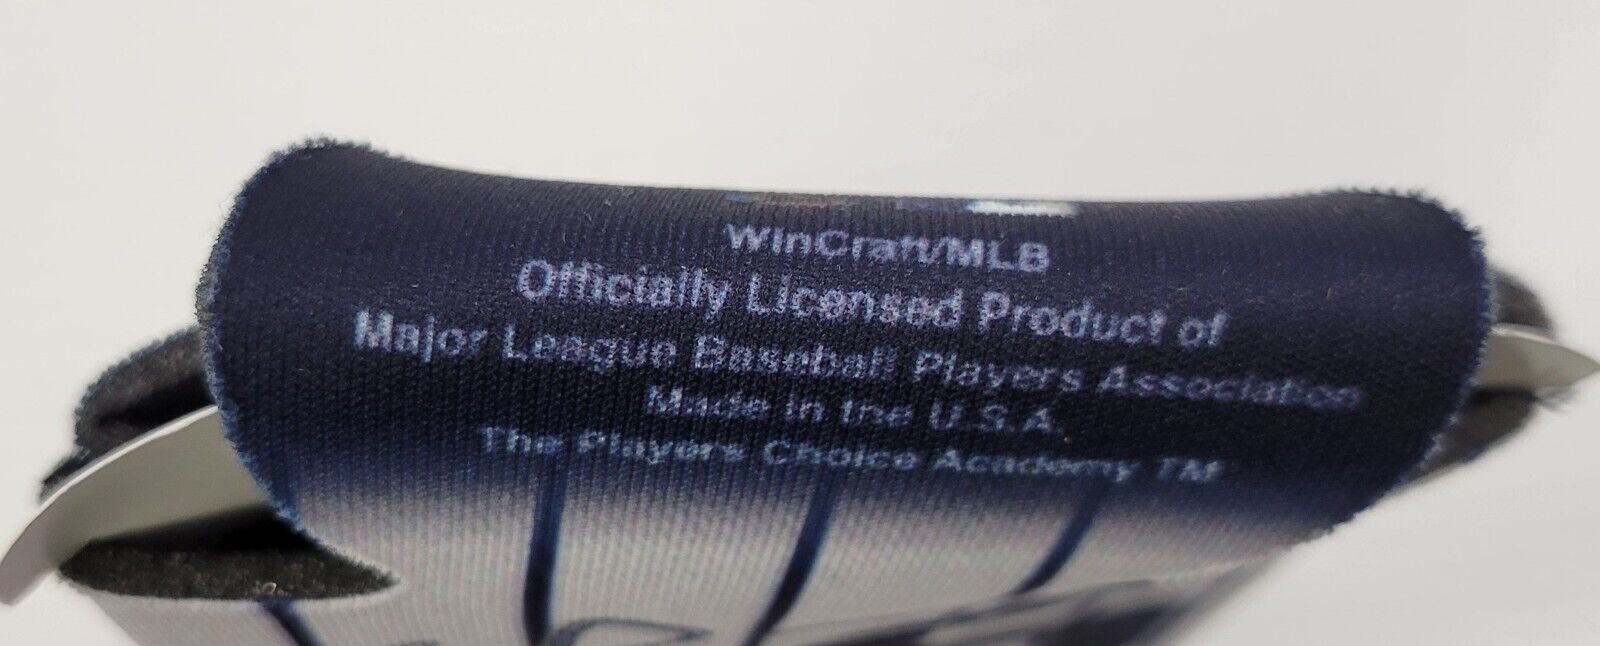 WinCraft/MLB
Officially Licensed Product of
Major League Baseball Players Association
Made in the U.S.A.
The Players Choice Academy TM